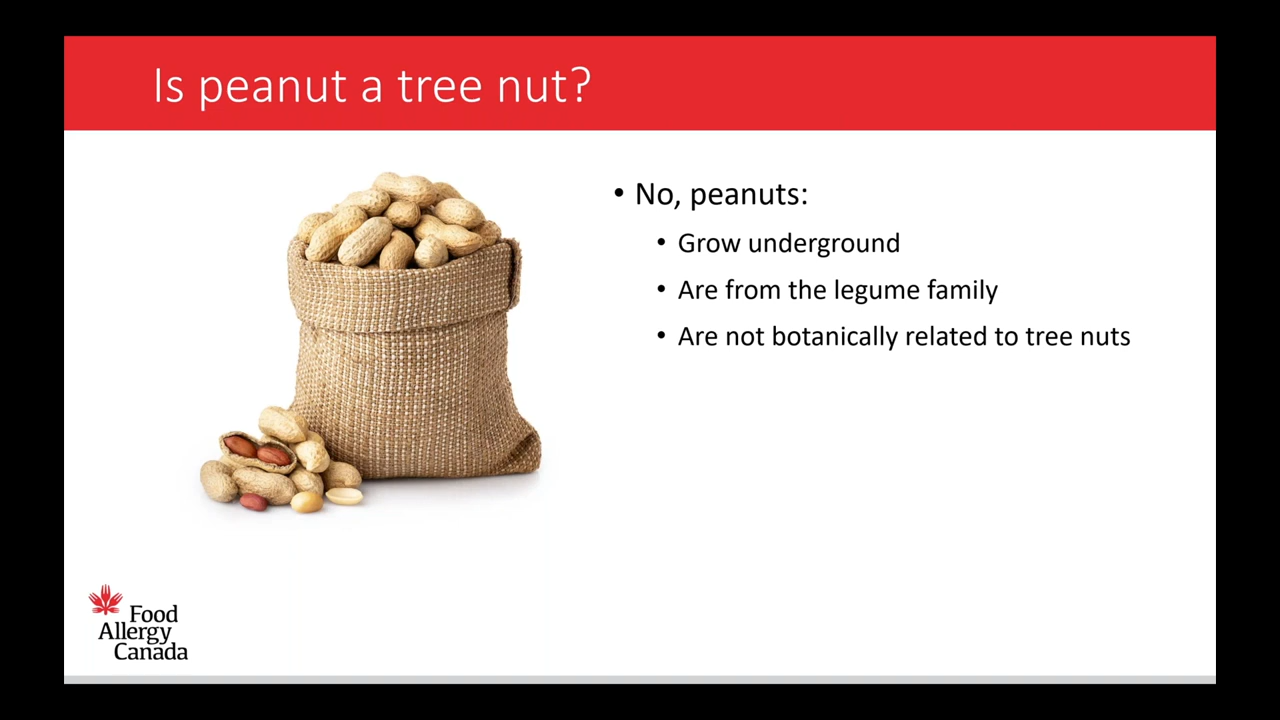 Is peanut a tree nut?
• No, peanuts:
• Grow underground
• Are from the legume family
• Are not botanically related to tree nuts
Food
Allergy
Canada